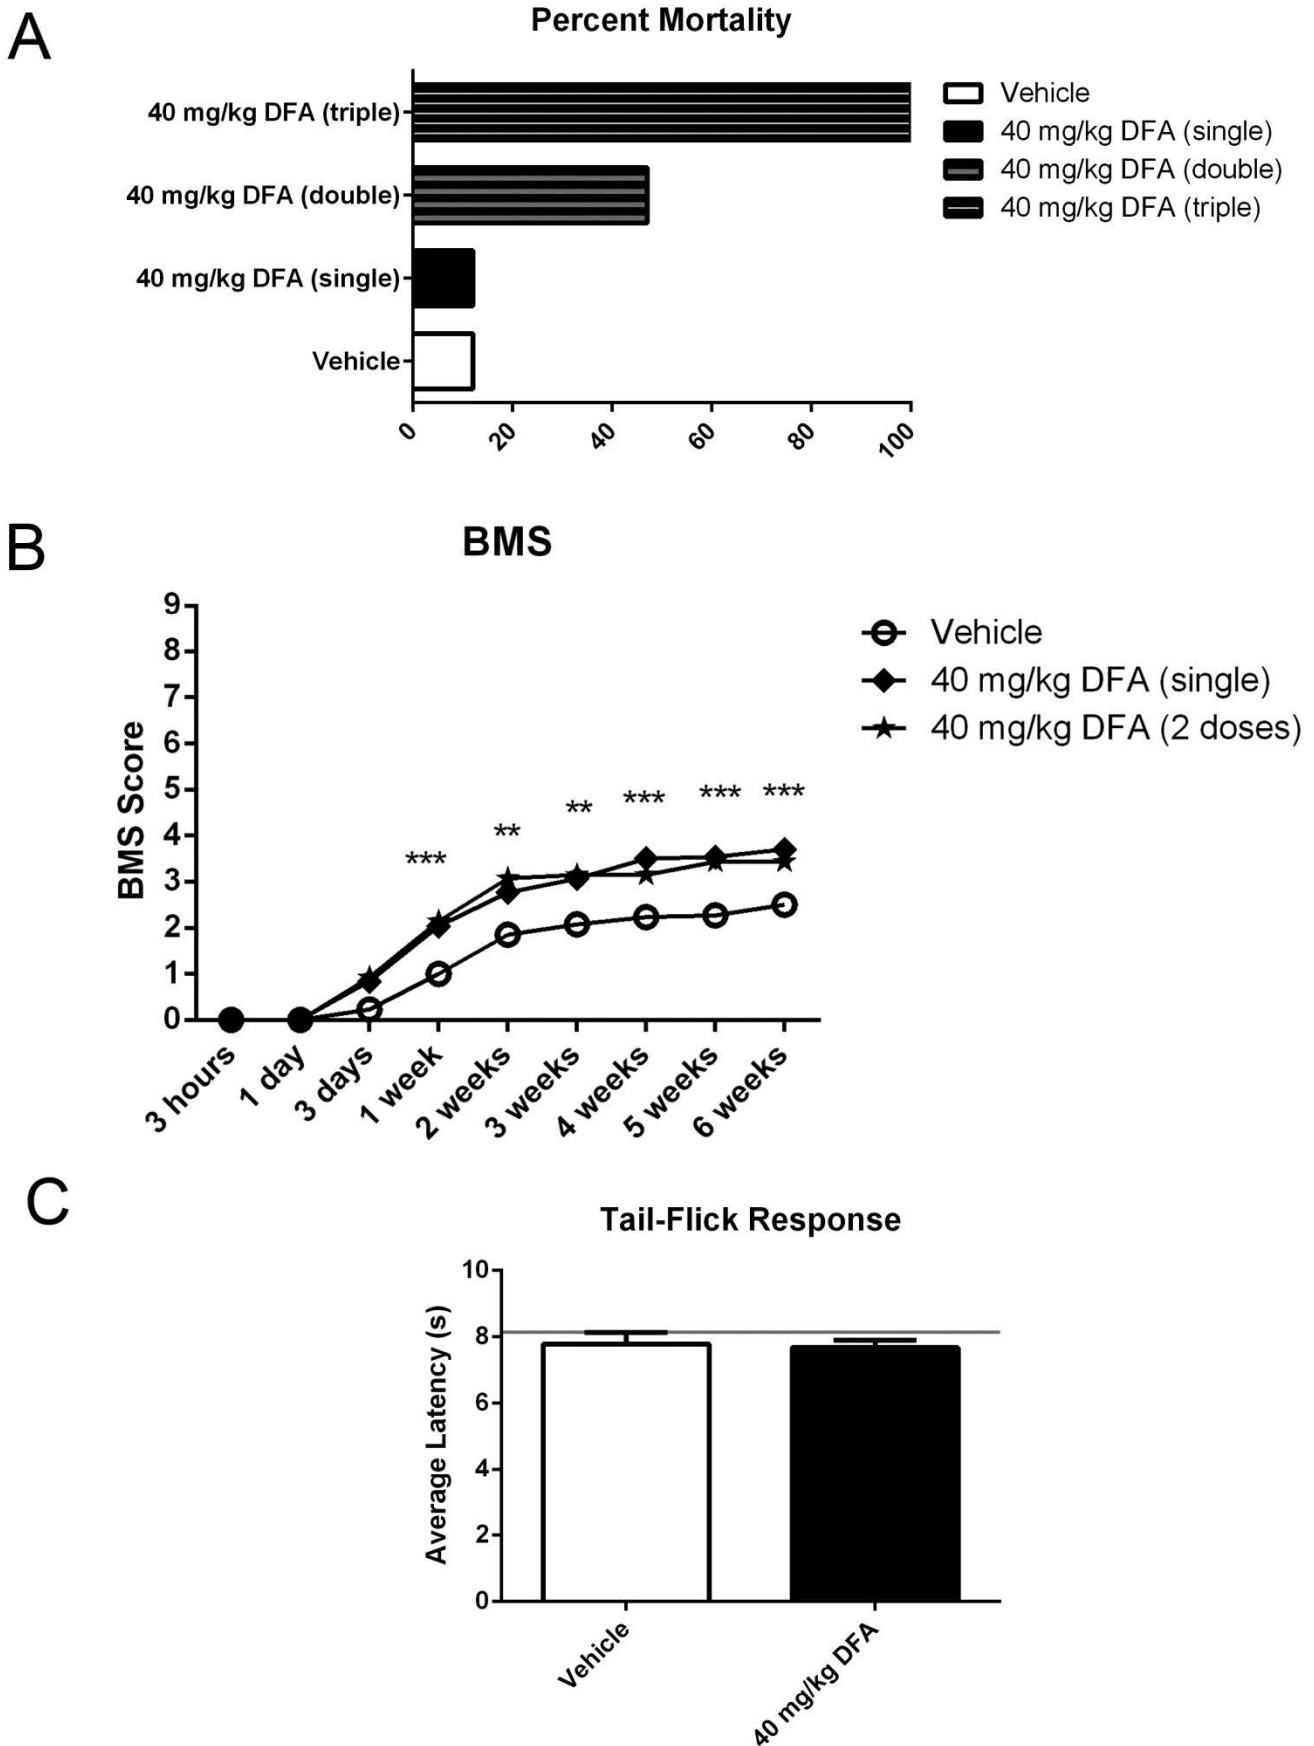 A
Percent Mortality
40 mg/kg DFA (triple)
40 mg/kg DFA (double)
40 mg/kg DFA (single)
Vehicle
0
20
40
60
80
100
Vehicle
40 mg/kg DFA (single)
40 mg/kg DFA (double)
40 mg/kg DFA (triple)
B
BMS
BMS Score
9
8
7
6
5
4
3
2
1
0
***
**
**
***
***
***
3 hours
1 day
3 days
1 week
2 weeks
3 weeks
4 weeks
5 weeks
6 weeks
Vehicle
40 mg/kg DFA (single)
40 mg/kg DFA (2 doses)
C
Tail-Flick Response
Average Latency (s)
10
8
6
4
2
0
Vehicle
40 mg/kg DFA